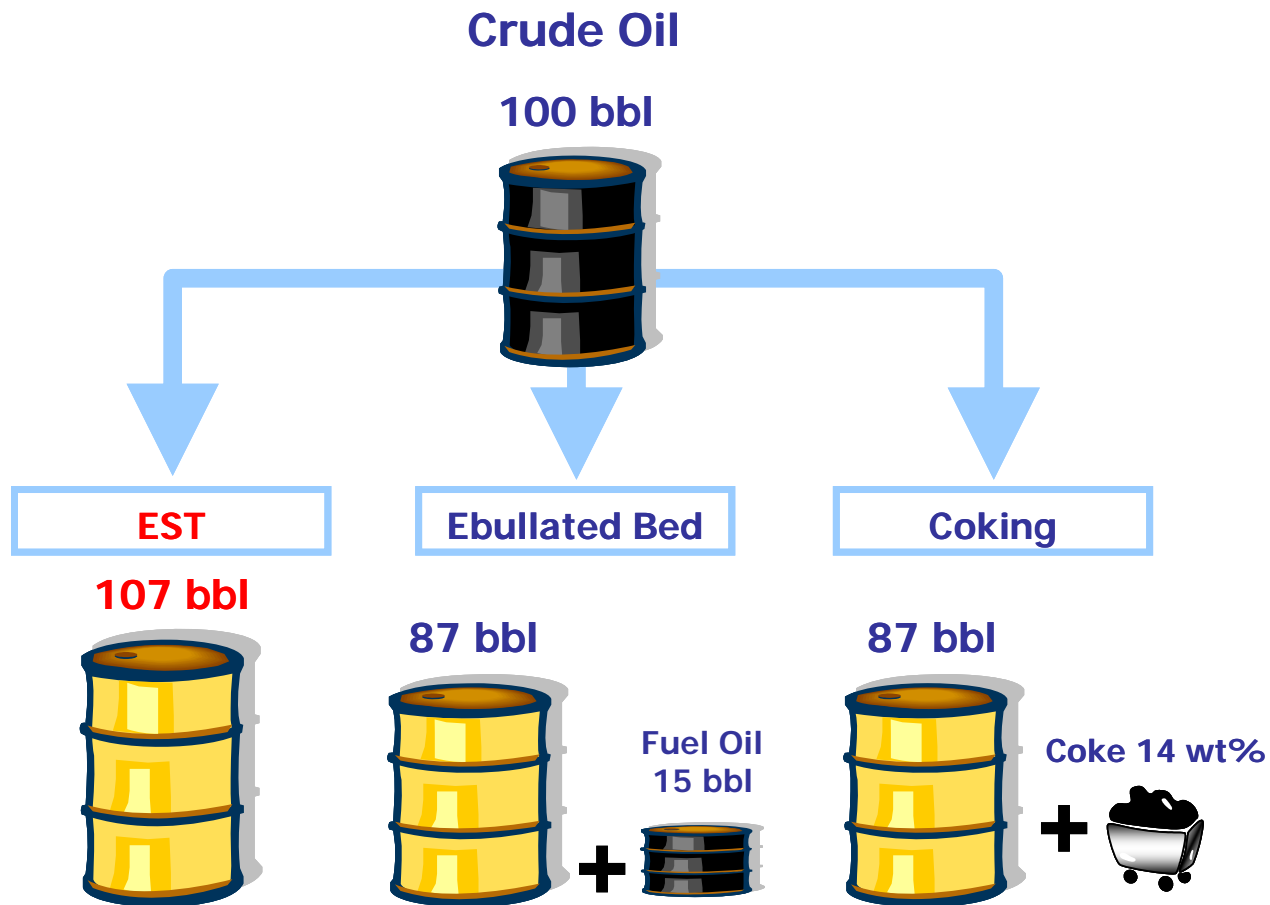 Crude Oil
100 bbl
EST
Ebullated Bed
Coking
107 bbl
87 bbl
87 bbl
Fuel Oil
15 bbl
Coke 14 wt%